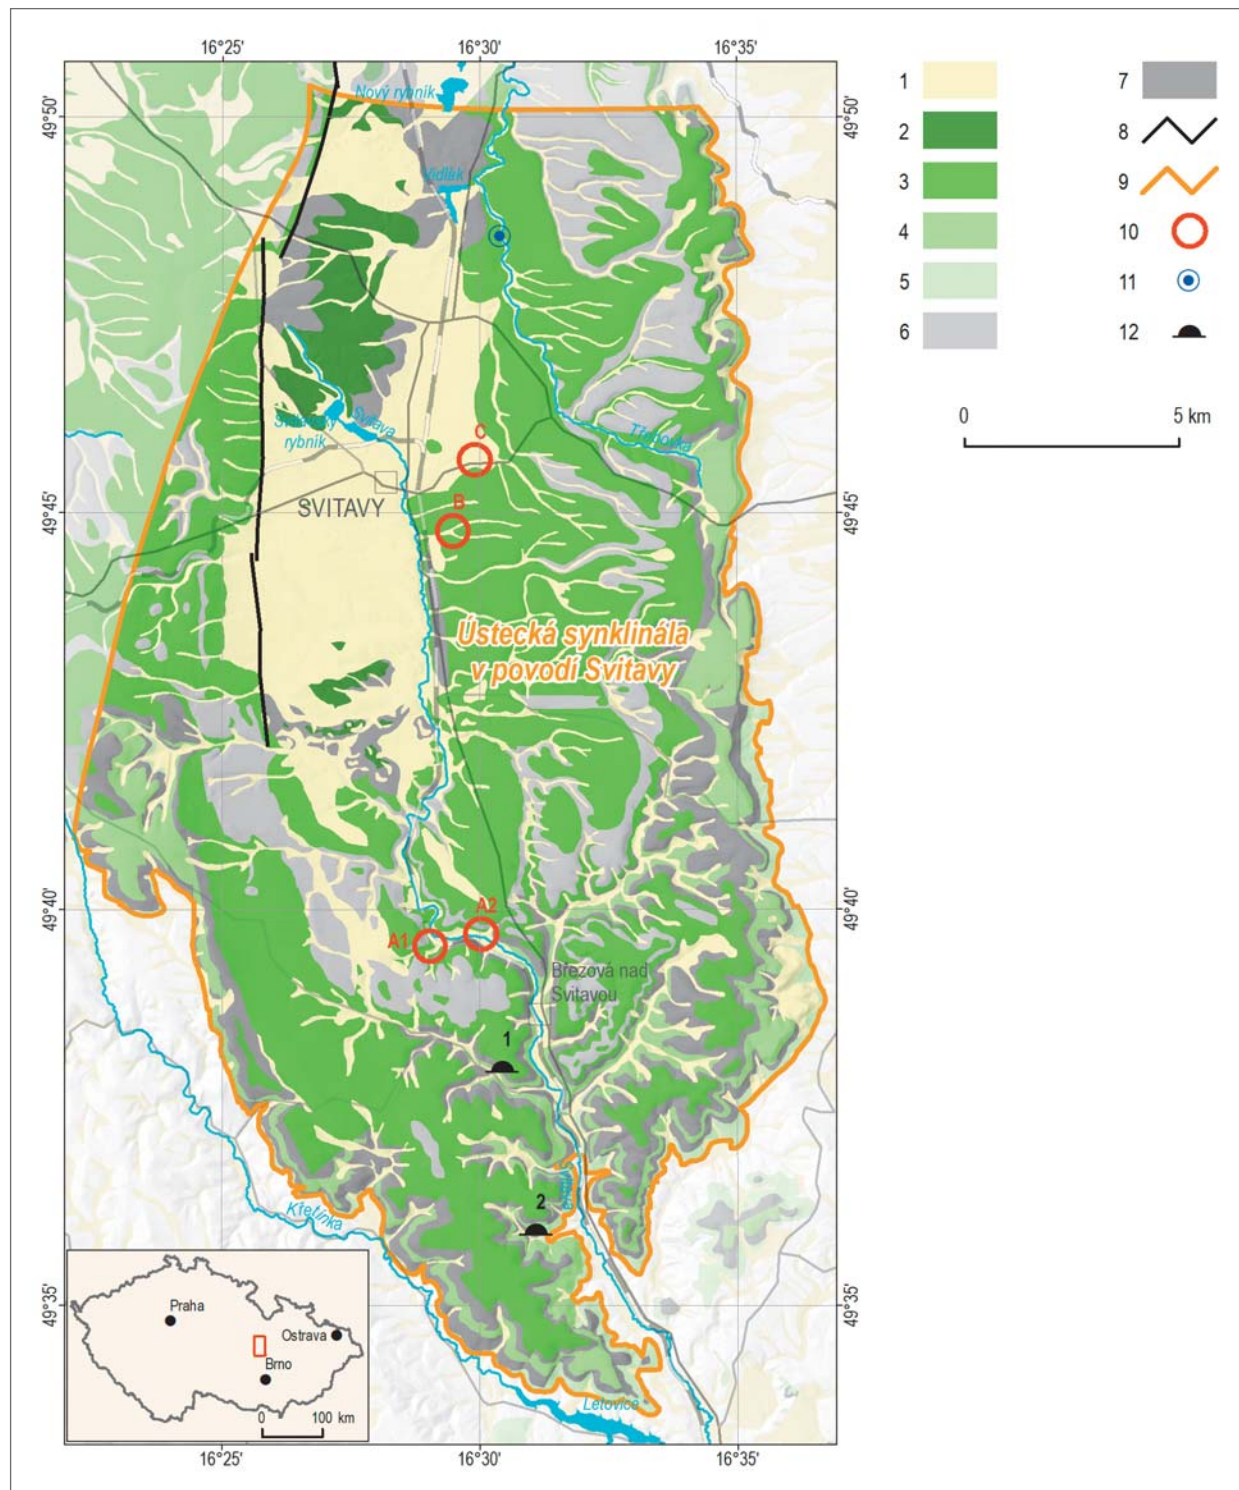 16°25'
16°30'
16°35'
49°50'
49°50'
Nový rybník
Vidlák
Svitavský
rybník
Svitava
Třebovka
C
B
SVITAVY
49°45'
49°45'
Ústecká synklinála
v povodí Svitavy
49°40'
49°40'
A1
A2
Březová nad
Svitavou
1
2
Svitava
Křetínka
49°35'
49°35'
Letovice
Praha
Ostrava
Brno
0
100 km
16°25'
16°30'
16°35'
1
2
3
4
5
6
7
8
9
10
11
12
0
5 km